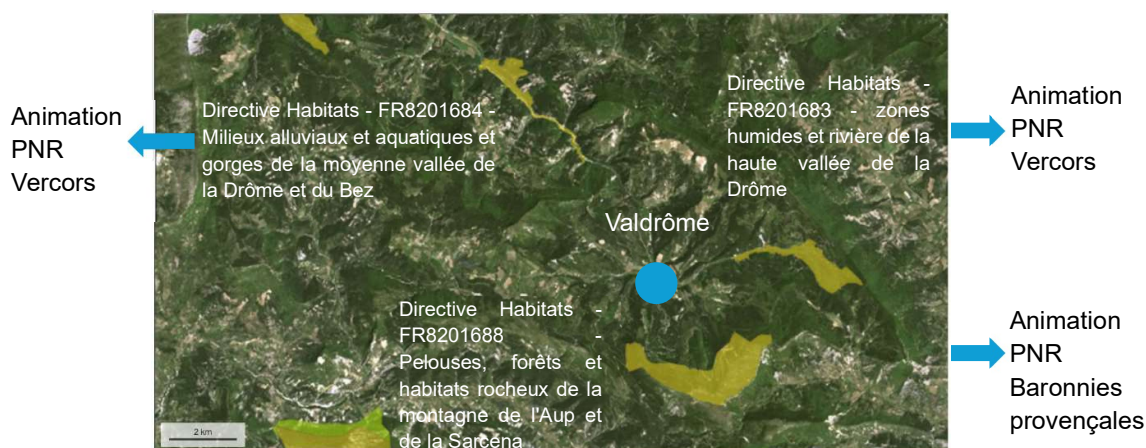 Animation
PNR
Vercors
Directive Habitats - FR8201684 -
Milieux alluviaux et aquatiques et
gorges de la moyenne vallée de
la Drôme et du Bez
Directive Habitats -
FR8201683 - zones
humides et rivière de la
haute vallée de la
Drôme
Animation
PNR
Vercors
Valdrôme
Directive Habitats -
FR8201688 -
Pelouses, forêts et
habitats rocheux de la
montagne de l'Aup et
de la Sarcéna
Animation
PNR
Baronnies
provençales
2 km